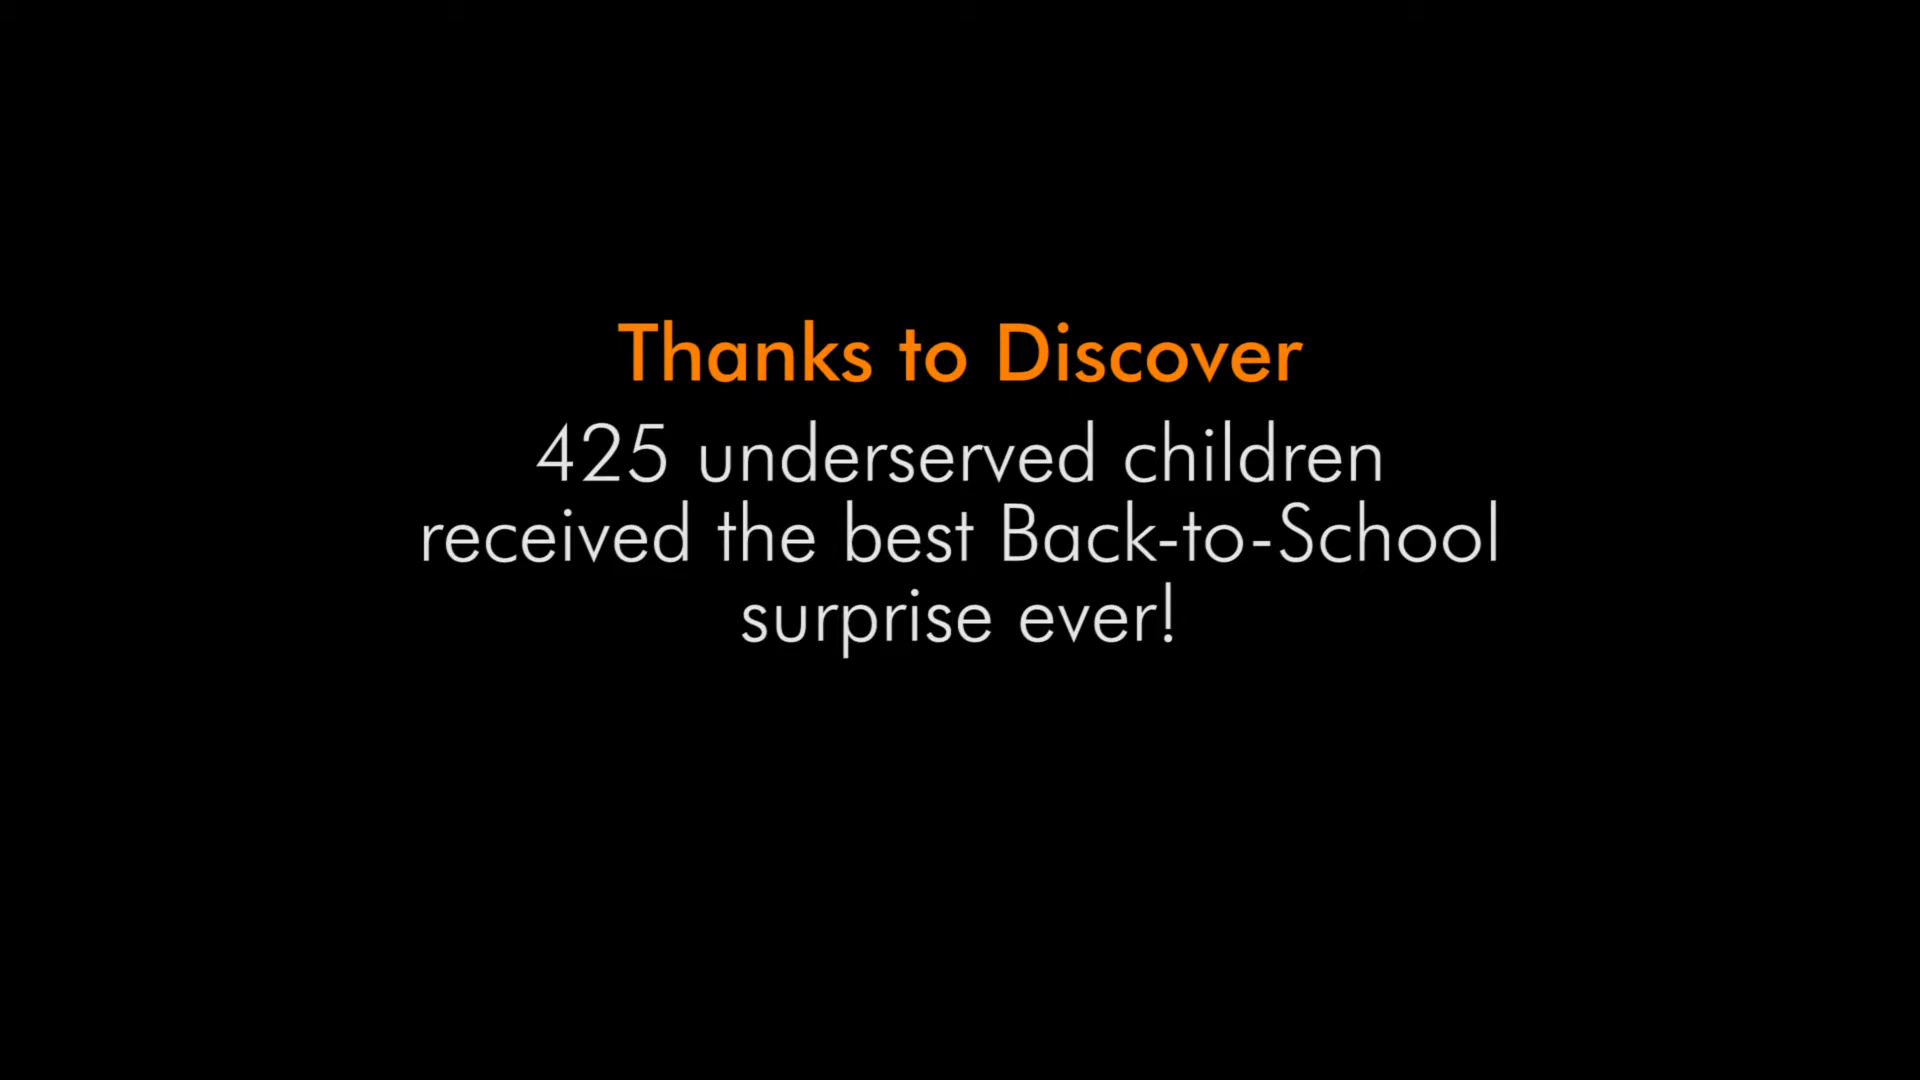 Thanks to Discover
425 underserved children
received the best Back-to-School
surprise ever!